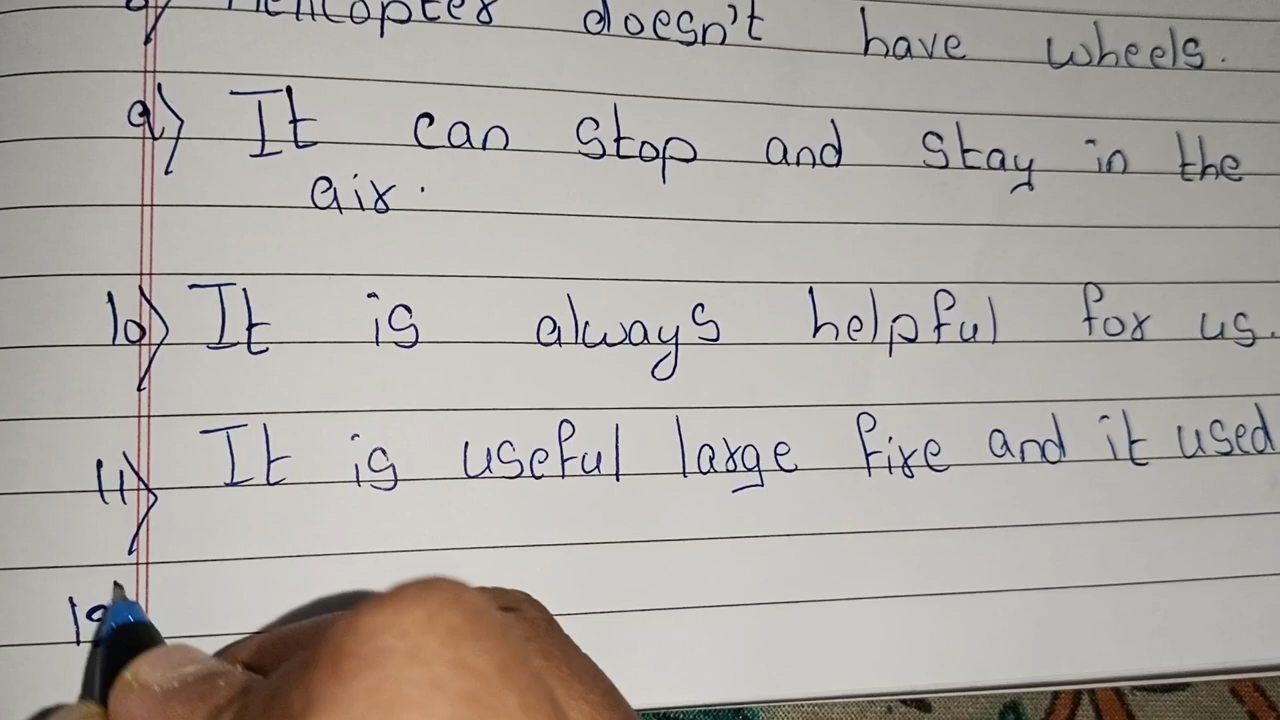 Helicopter doesn't have wheels.
9) It can stop and stay in the
air.
10) It is always helpful for us.
11) It is useful large fire and it used